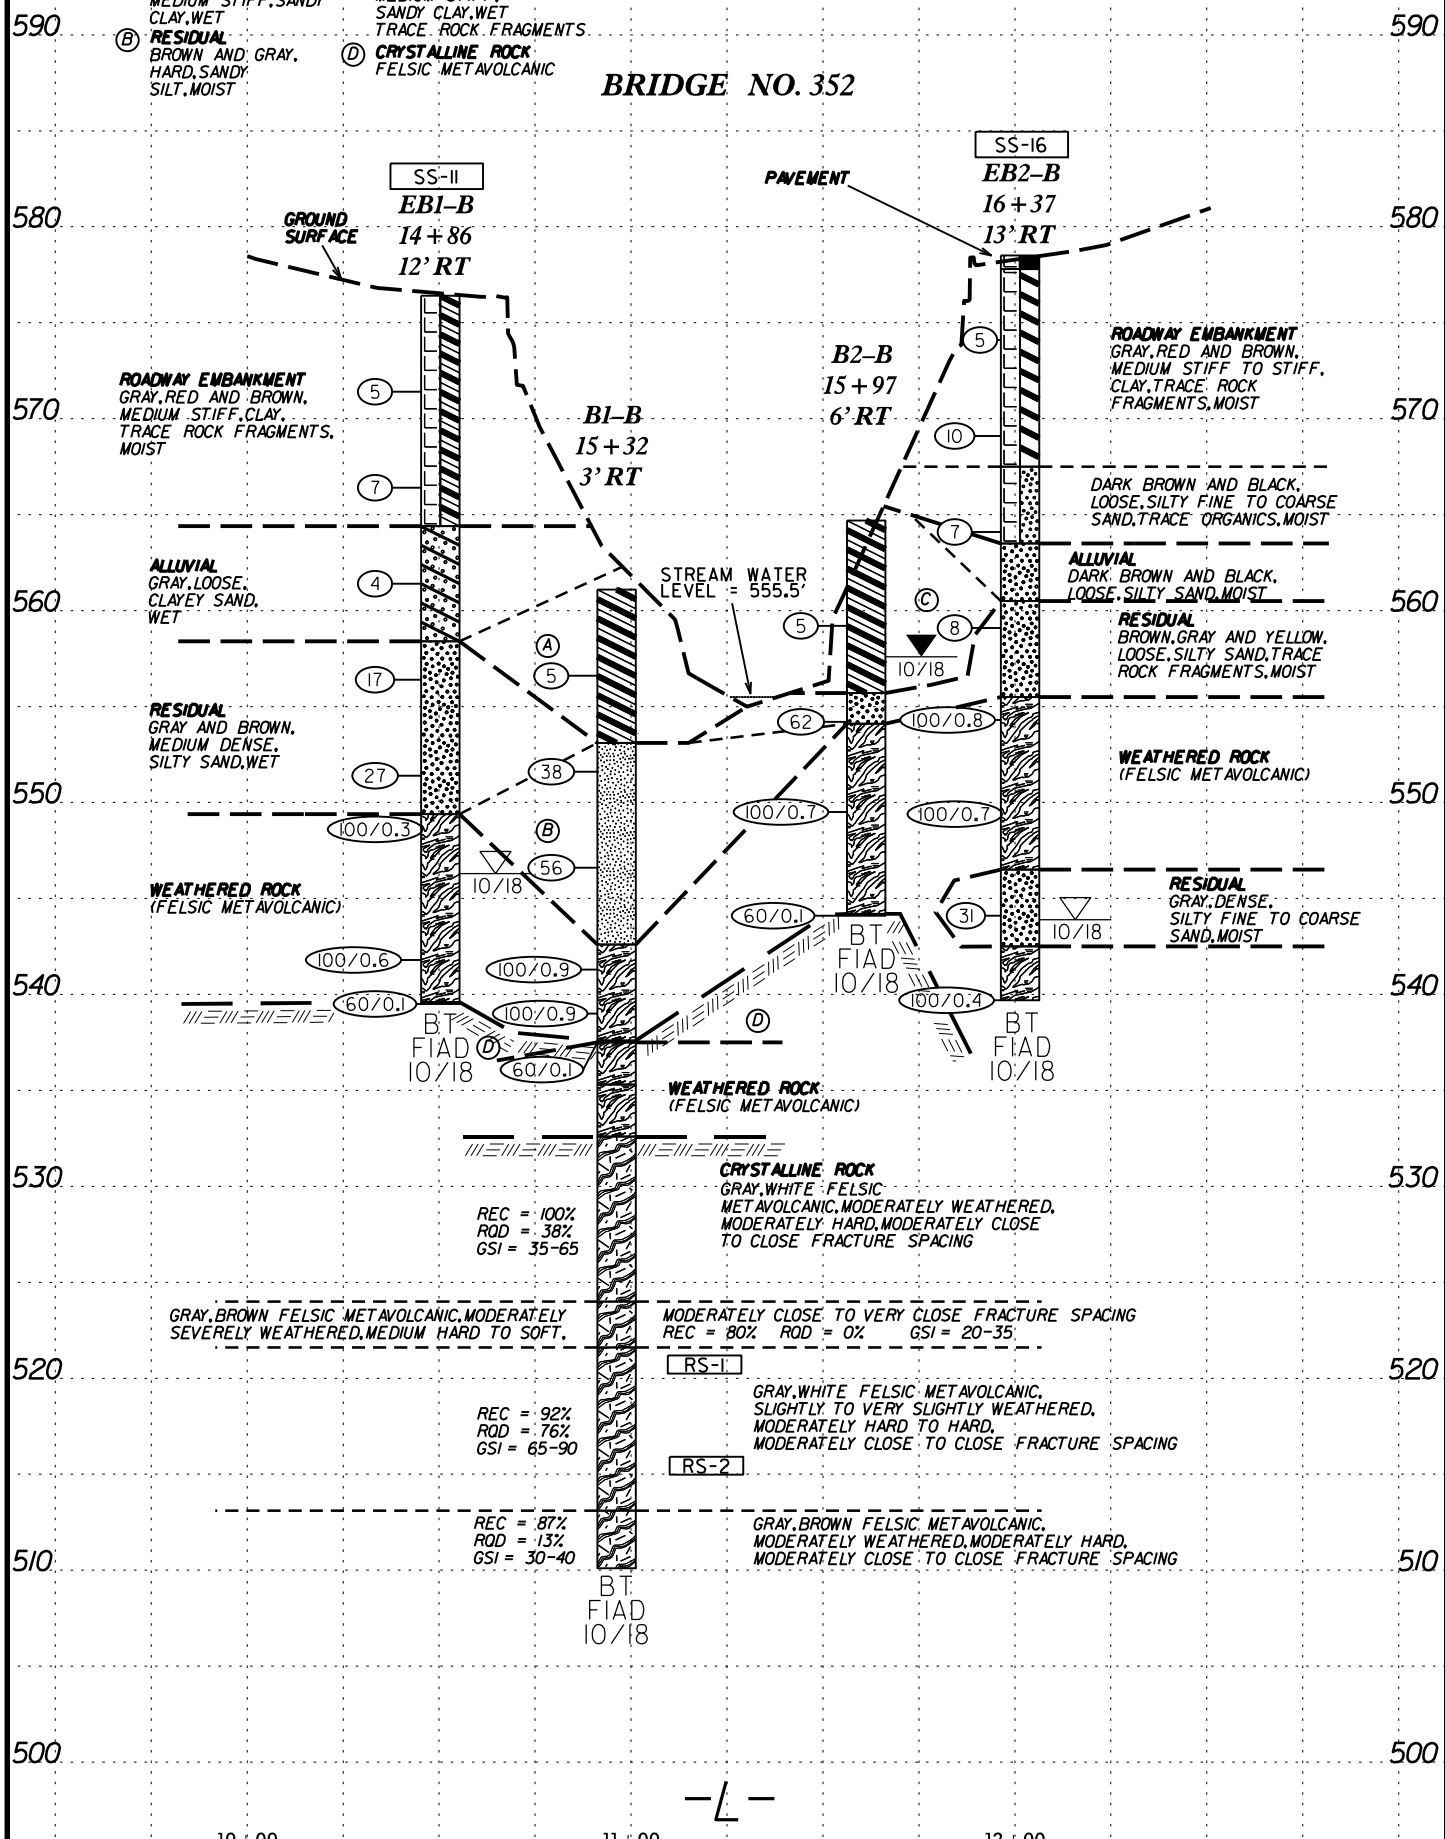 MEDIUM STIFF, SANDY
CLAY, WET
SANDY CLAY, WET
TRACE ROCK FRAGMENTS
B RESIDUAL
BROWN AND GRAY,
HARD, SANDY
SILT, MOIST
D CRYSTALLINE ROCK
FELSIC METAVOLCANIC
590
590
BRIDGE NO. 352
SS-11
EB1-B
14+86
12' RT
GROUND
SURFACE
PAVEMENT
SS-16
EB2-B
16+37
13' RT
580
580
B1-B
15+32
3' RT
B2-B
15+97
6' RT
ROADWAY EMBANKMENT
GRAY, RED AND BROWN,
MEDIUM STIFF, CLAY,
TRACE ROCK FRAGMENTS,
MOIST
5
7
5
10
7
ROADWAY EMBANKMENT
GRAY, RED AND BROWN,
MEDIUM STIFF TO STIFF,
CLAY, TRACE ROCK
FRAGMENTS, MOIST
570
570
DARK BROWN AND BLACK,
LOOSE, SILTY FINE TO COARSE
SAND, TRACE ORGANICS, MOIST
ALLUVIAL
GRAY, LOOSE,
CLAYEY SAND,
WET
4
STREAM WATER
LEVEL = 555.5'
ALLUVIAL
DARK BROWN AND BLACK,
LOOSE, SILTY SAND, MOIST
560
560
RESIDUAL
BROWN, GRAY AND YELLOW,
LOOSE, SILTY SAND, TRACE
ROCK FRAGMENTS, MOIST
A
5
5
C
8
10/18
17
27
RESIDUAL
GRAY AND BROWN,
MEDIUM DENSE,
SILTY SAND, WET
38
62
100/0.8
WEATHERED ROCK
(FELSIC METAVOLCANIC)
550
550
100/0.3
B
56
10/18
100/0.7
100/0.7
WEATHERED ROCK
(FELSIC METAVOLCANIC)
60/0.1
31
10/18
RESIDUAL
GRAY, DENSE,
SILTY FINE TO COARSE
SAND, MOIST
100/0.6
100/0.9
BT
FIAD
10/18
540
540
60/0.1
100/0.9
100/0.4
BT
FIAD
10/18
D
60/0.1
D
BT
FIAD
10/18
WEATHERED ROCK
(FELSIC METAVOLCANIC)
530
530
CRYSTALLINE ROCK
GRAY, WHITE FELSIC
METAVOLCANIC, MODERATELY WEATHERED,
MODERATELY HARD, MODERATELY CLOSE
TO CLOSE FRACTURE SPACING
REC = 100%
RQD = 38%
GSI = 35-65
GRAY, BROWN FELSIC METAVOLCANIC, MODERATELY
SEVERELY WEATHERED, MEDIUM HARD TO SOFT,
MODERATELY CLOSE TO VERY CLOSE FRACTURE SPACING
REC = 80% RQD = 0% GSI = 20-35
520
520
RS-1
GRAY, WHITE FELSIC METAVOLCANIC,
SLIGHTLY TO VERY SLIGHTLY WEATHERED,
MODERATELY HARD TO HARD,
MODERATELY CLOSE TO CLOSE FRACTURE SPACING
REC = 92%
RQD = 76%
GSI = 65-90
RS-2
REC = 87%
RQD = 13%
GSI = 30-40
GRAY, BROWN FELSIC METAVOLCANIC,
MODERATELY WEATHERED, MODERATELY HARD,
MODERATELY CLOSE TO CLOSE FRACTURE SPACING
510
510
BT
FIAD
10/18
500
500
-L-